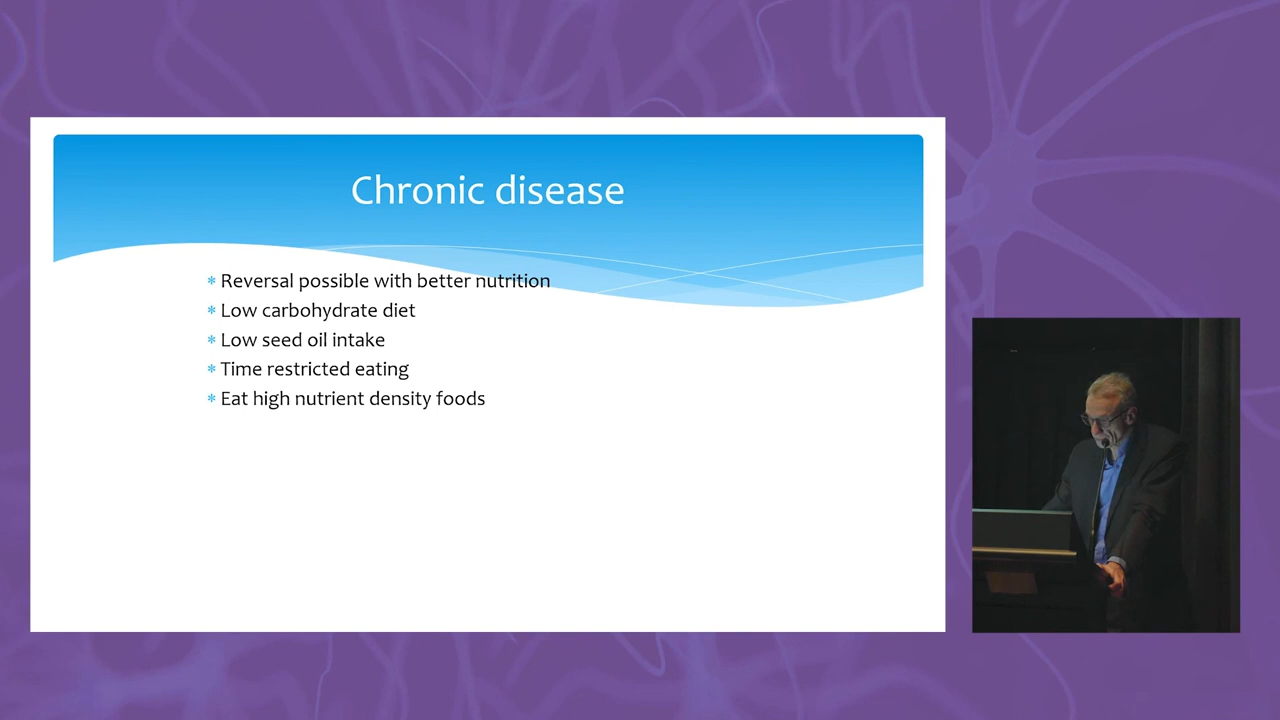 Chronic disease
* Reversal possible with better nutrition
* Low carbohydrate diet
* Low seed oil intake
* Time restricted eating
* Eat high nutrient density foods